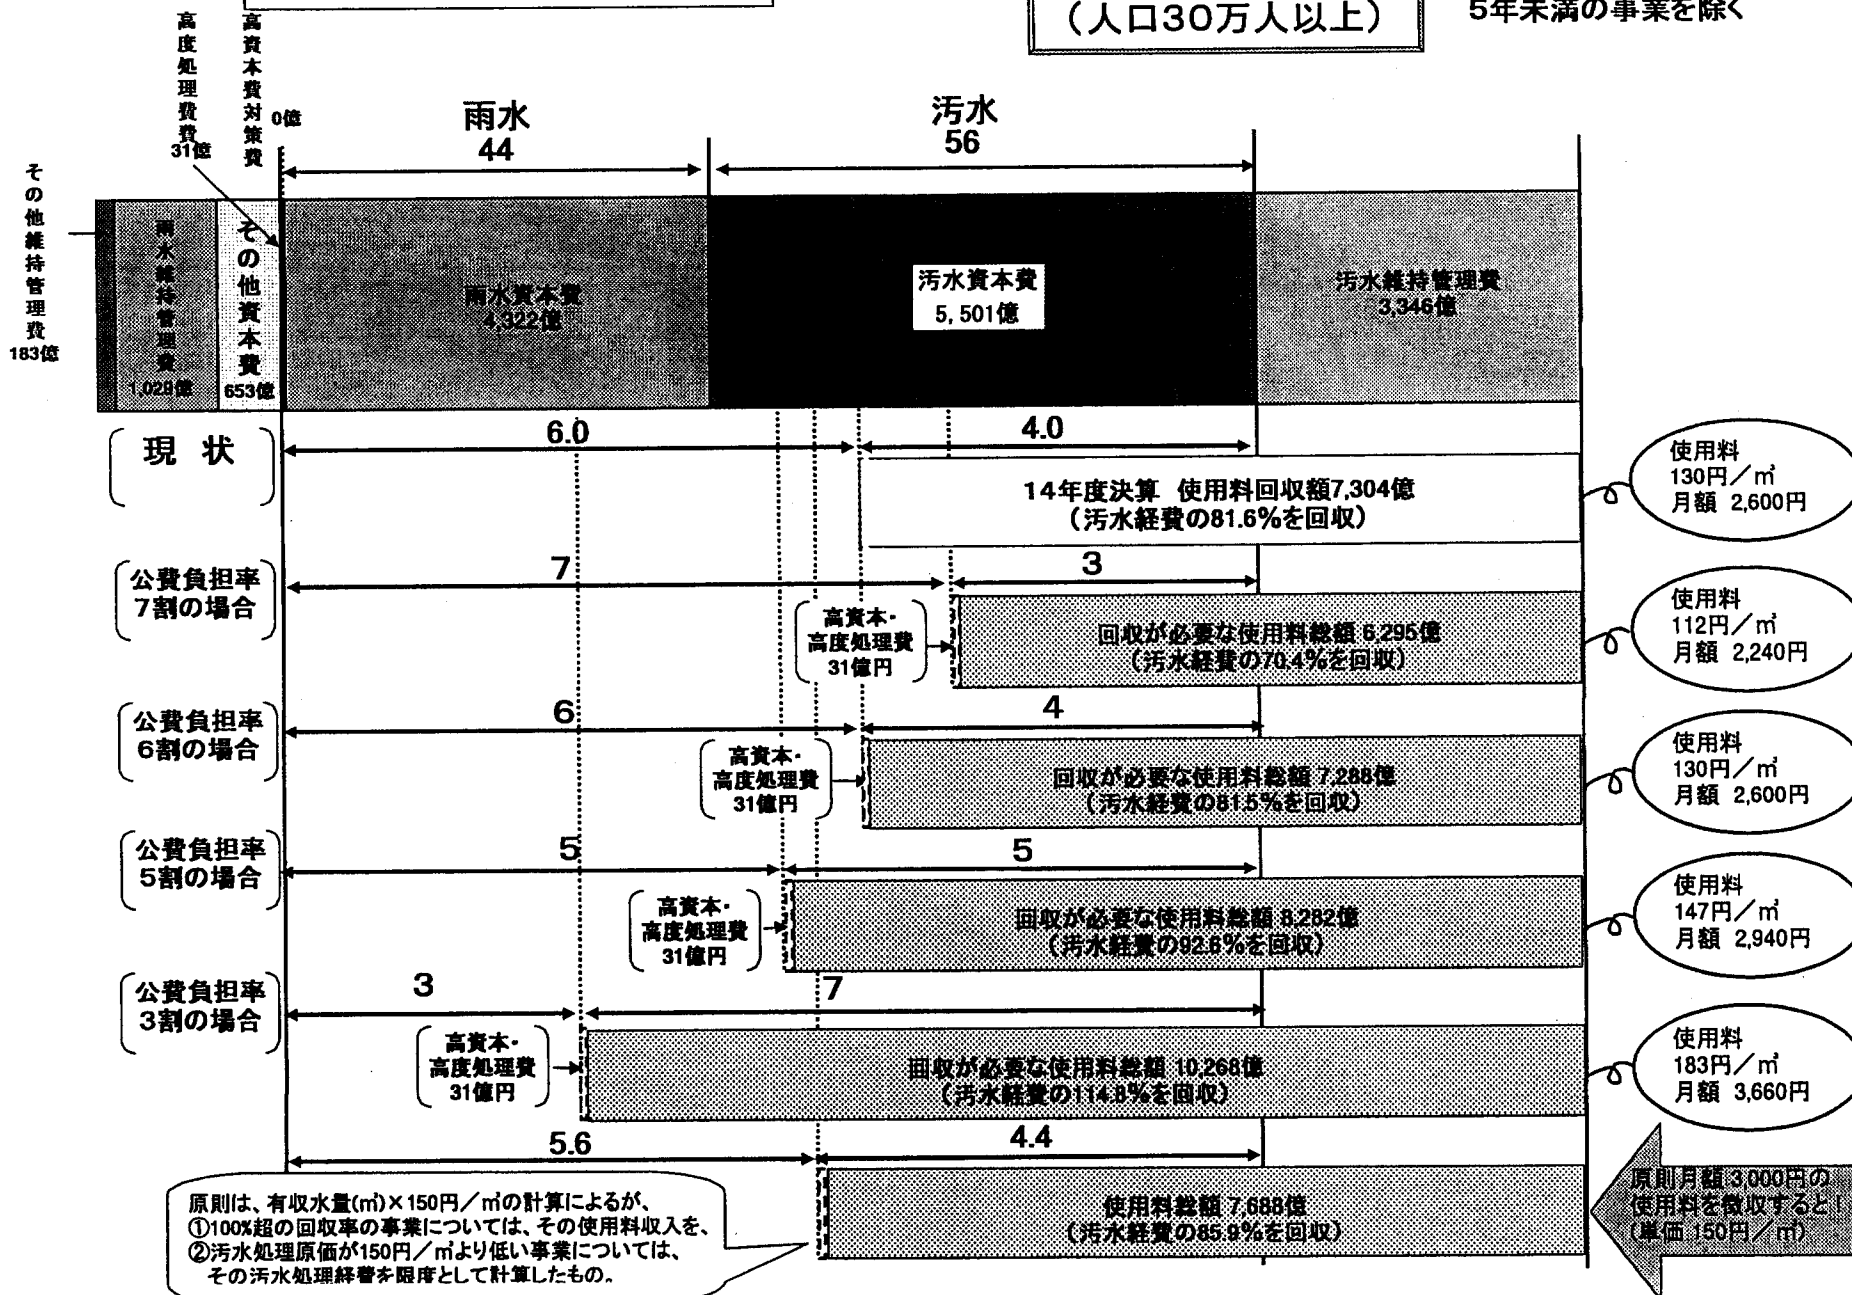 (人口30万人以上)
5年未満の事業を除く
高度処理費費
31億
高資本費対策費
0億
雨水
44
汚水
56
その他維持管理費
183億
雨水維持管理費
1,029億
その他資本費
653億
雨水資本費
4,322億
汚水資本費
5,501億
汚水維持管理費
3,346億
現 状
6.0
4.0
14年度決算 使用料回収額7,304億
(汚水経費の81.6%を回収)
使用料
130円/㎥
月額 2,600円
公費負担率
7割の場合
7
3
高資本・
高度処理費
31億円
回収が必要な使用料総額 6,295億
(汚水経費の70.4%を回収)
使用料
112円/㎥
月額 2,240円
公費負担率
6割の場合
6
4
高資本・
高度処理費
31億円
回収が必要な使用料総額 7,288億
(汚水経費の81.5%を回収)
使用料
130円/㎥
月額 2,600円
公費負担率
5割の場合
5
5
高資本・
高度処理費
31億円
回収が必要な使用料総額 8,282億
(汚水経費の92.6%を回収)
使用料
147円/㎥
月額 2,940円
公費負担率
3割の場合
3
7
高資本・
高度処理費
31億円
回収が必要な使用料総額 10,268億
(汚水経費の114.8%を回収)
使用料
183円/㎥
月額 3,660円
5.6
4.4
原則は、有収水量(㎥)×150円/㎥の計算によるが、
①100%超の回収率の事業については、その使用料収入を、
②汚水処理原価が150円/㎥より低い事業については、
その汚水処理経費を限度として計算したもの。
使用料総額 7,688億
(汚水経費の85.9%を回収)
原則月額3,000円の
使用料を徴収すると!
(単価 150円/㎥)